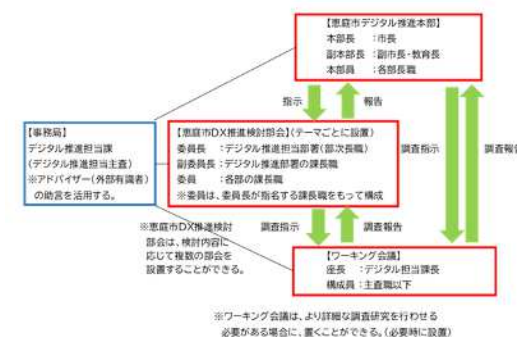 【恵庭市デジタル推進本部】
本部長　：市長
副本部長：副市長・教育長
本部員　：各部長職
指示
報告
【事務局】
デジタル推進担当課
(デジタル推進担当主査)
※アドバイザー(外部有識者)
の助言を活用する。
【恵庭市DX推進検討部会】(テーマごとに設置)
委員長　：デジタル推進担当部署(部次長職)
副委員長：デジタル推進部署の課長職
委員　　：各部の課長職
※委員は、委員長が指名する課長職をもって構成
調査指示
調査報告
※恵庭市DX推進検討
部会は、検討内容に
応じて複数の部会を
設置することができる。
調査指示
調査報告
【ワーキング会議】
座長　：デジタル担当課長
構成員：主査職以下
※ワーキング会議は、より詳細な調査研究を行わせる
必要がある場合に、置くことができる。(必要時に設置)